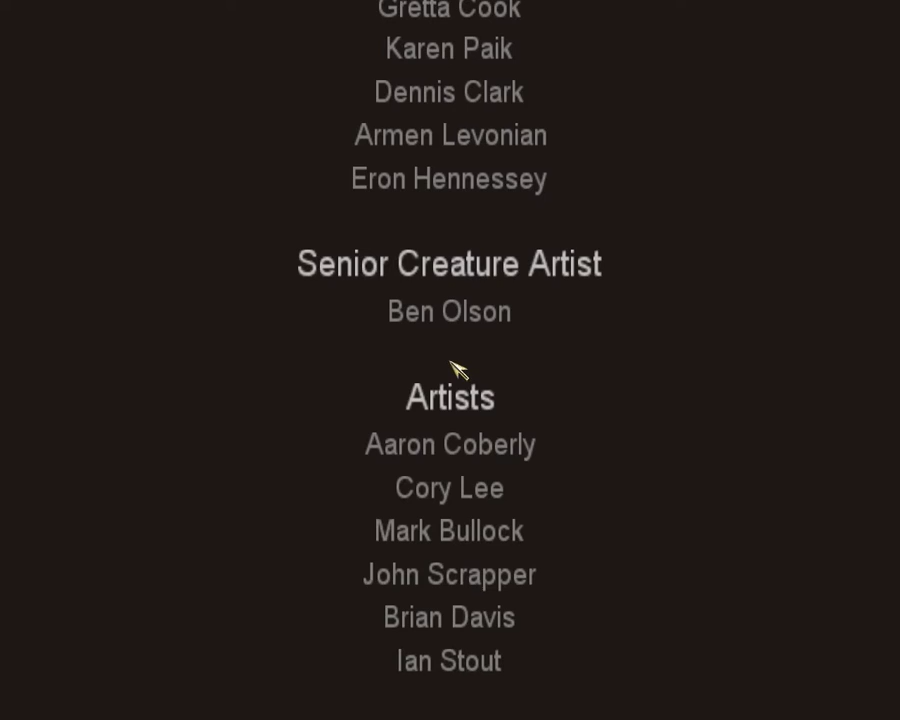 Gretta Cook
Karen Paik
Dennis Clark
Armen Levonian
Eron Hennessey
Senior Creature Artist
Ben Olson
Artists
Aaron Coberly
Cory Lee
Mark Bullock
John Scrapper
Brian Davis
Ian Stout